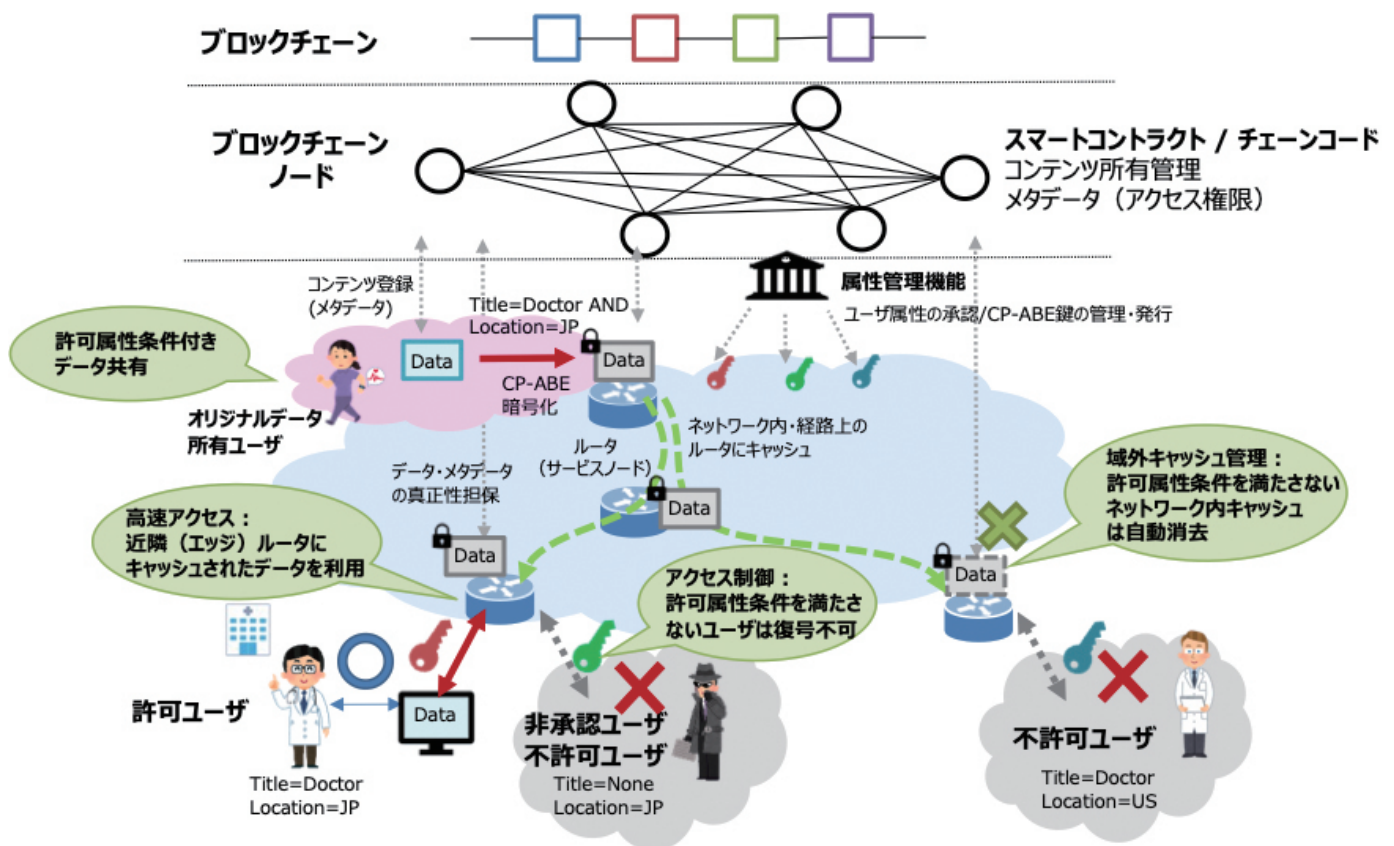 ブロックチェーン
ブロックチェーン
ノード
スマートコントラクト / チェーンコード
コンテンツ所有管理
メタデータ（アクセス権限）
コンテンツ登録
(メタデータ)
Title=Doctor AND
Location=JP
属性管理機能
ユーザ属性の承認/CP-ABE鍵の管理・発行
許可属性条件付き
データ共有
Data
Data
CP-ABE
暗号化
オリジナルデータ
所有ユーザ
ルータ
（サービスノード）
ネットワーク内・経路上の
ルータにキャッシュ
データ・メタデータ
の真正性担保
域外キャッシュ管理：
許可属性条件を満たさない
ネットワーク内キャッシュ
は自動消去
高速アクセス：
近隣（エッジ）ルータに
キャッシュされたデータを利用
Data
Data
Data
アクセス制御：
許可属性条件を満たさ
ないユーザは復号不可
許可ユーザ
Data
Title=Doctor
Location=JP
非承認ユーザ
不許可ユーザ
Title=None
Location=JP
不許可ユーザ
Title=Doctor
Location=US